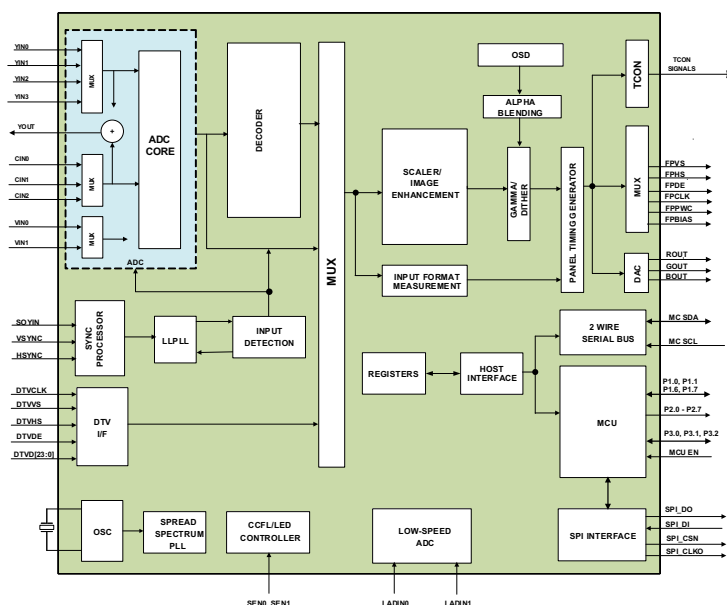 YIN0
YIN1
YIN2
YIN3
YOUT
CIN0
CIN1
CIN2
VIN0
VIN1
MUX
+
MUX
MUX
ADC
CORE
ADC
DECODER
MUX
OSD
ALPHA
BLENDING
SCALER/
IMAGE
ENHANCEMENT
GAMMA/
DITHER
PANEL TIMING GENERATOR
INPUT FORMAT
MEASUREMENT
TCON
TCON
SIGNALS
MUX
FPVS
FPHS
FPDE
FPCLK
FPPWC
FPBIAS
DAC
ROUT
GOUT
BOUT
SOYIN
VSYNC
HSYNC
SYNC
PROCESSOR
LLPLL
INPUT
DETECTION
2 WIRE
SERIAL BUS
MC SDA
MC SCL
REGISTERS
HOST
INTERFACE
MCU
P1.0, P1.1
P1.6, P1.7
P2.0 - P2.7
P3.0, P3.1, P3.2
MCU EN
DTVCLK
DTVVS
DTVHS
DTVDE
DTVD[23:0]
DTV
I/F
OSC
SPREAD
SPECTRUM
PLL
CCFL/LED
CONTROLLER
LOW-SPEED
ADC
SPI INTERFACE
SPI_DO
SPI_DI
SPI_CSN
SPI_CLKO
SEN0, SEN1
LADIN0
LADIN1